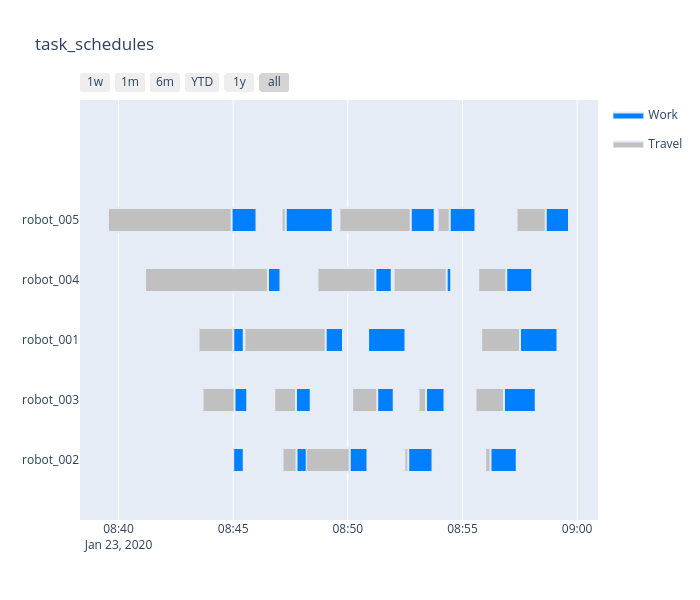 task_schedules
1w 1m 6m YTD 1y all
Work
Travel
robot_005
robot_004
robot_001
robot_003
robot_002
08:40 08:45 08:50 08:55 09:00
Jan 23, 2020